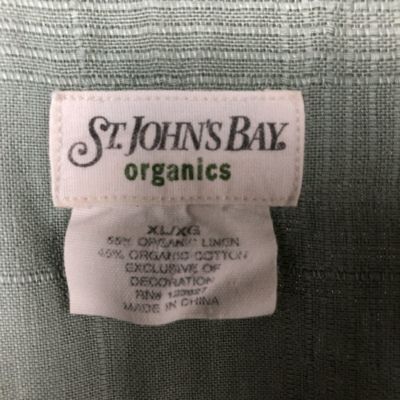 ST. JOHN'S BAY
organics
XL/XG
55% ORGANIC LINEN
45% ORGANIC COTTON
EXCLUSIVE OF
DECORATION
RN#
MADE IN CHINA